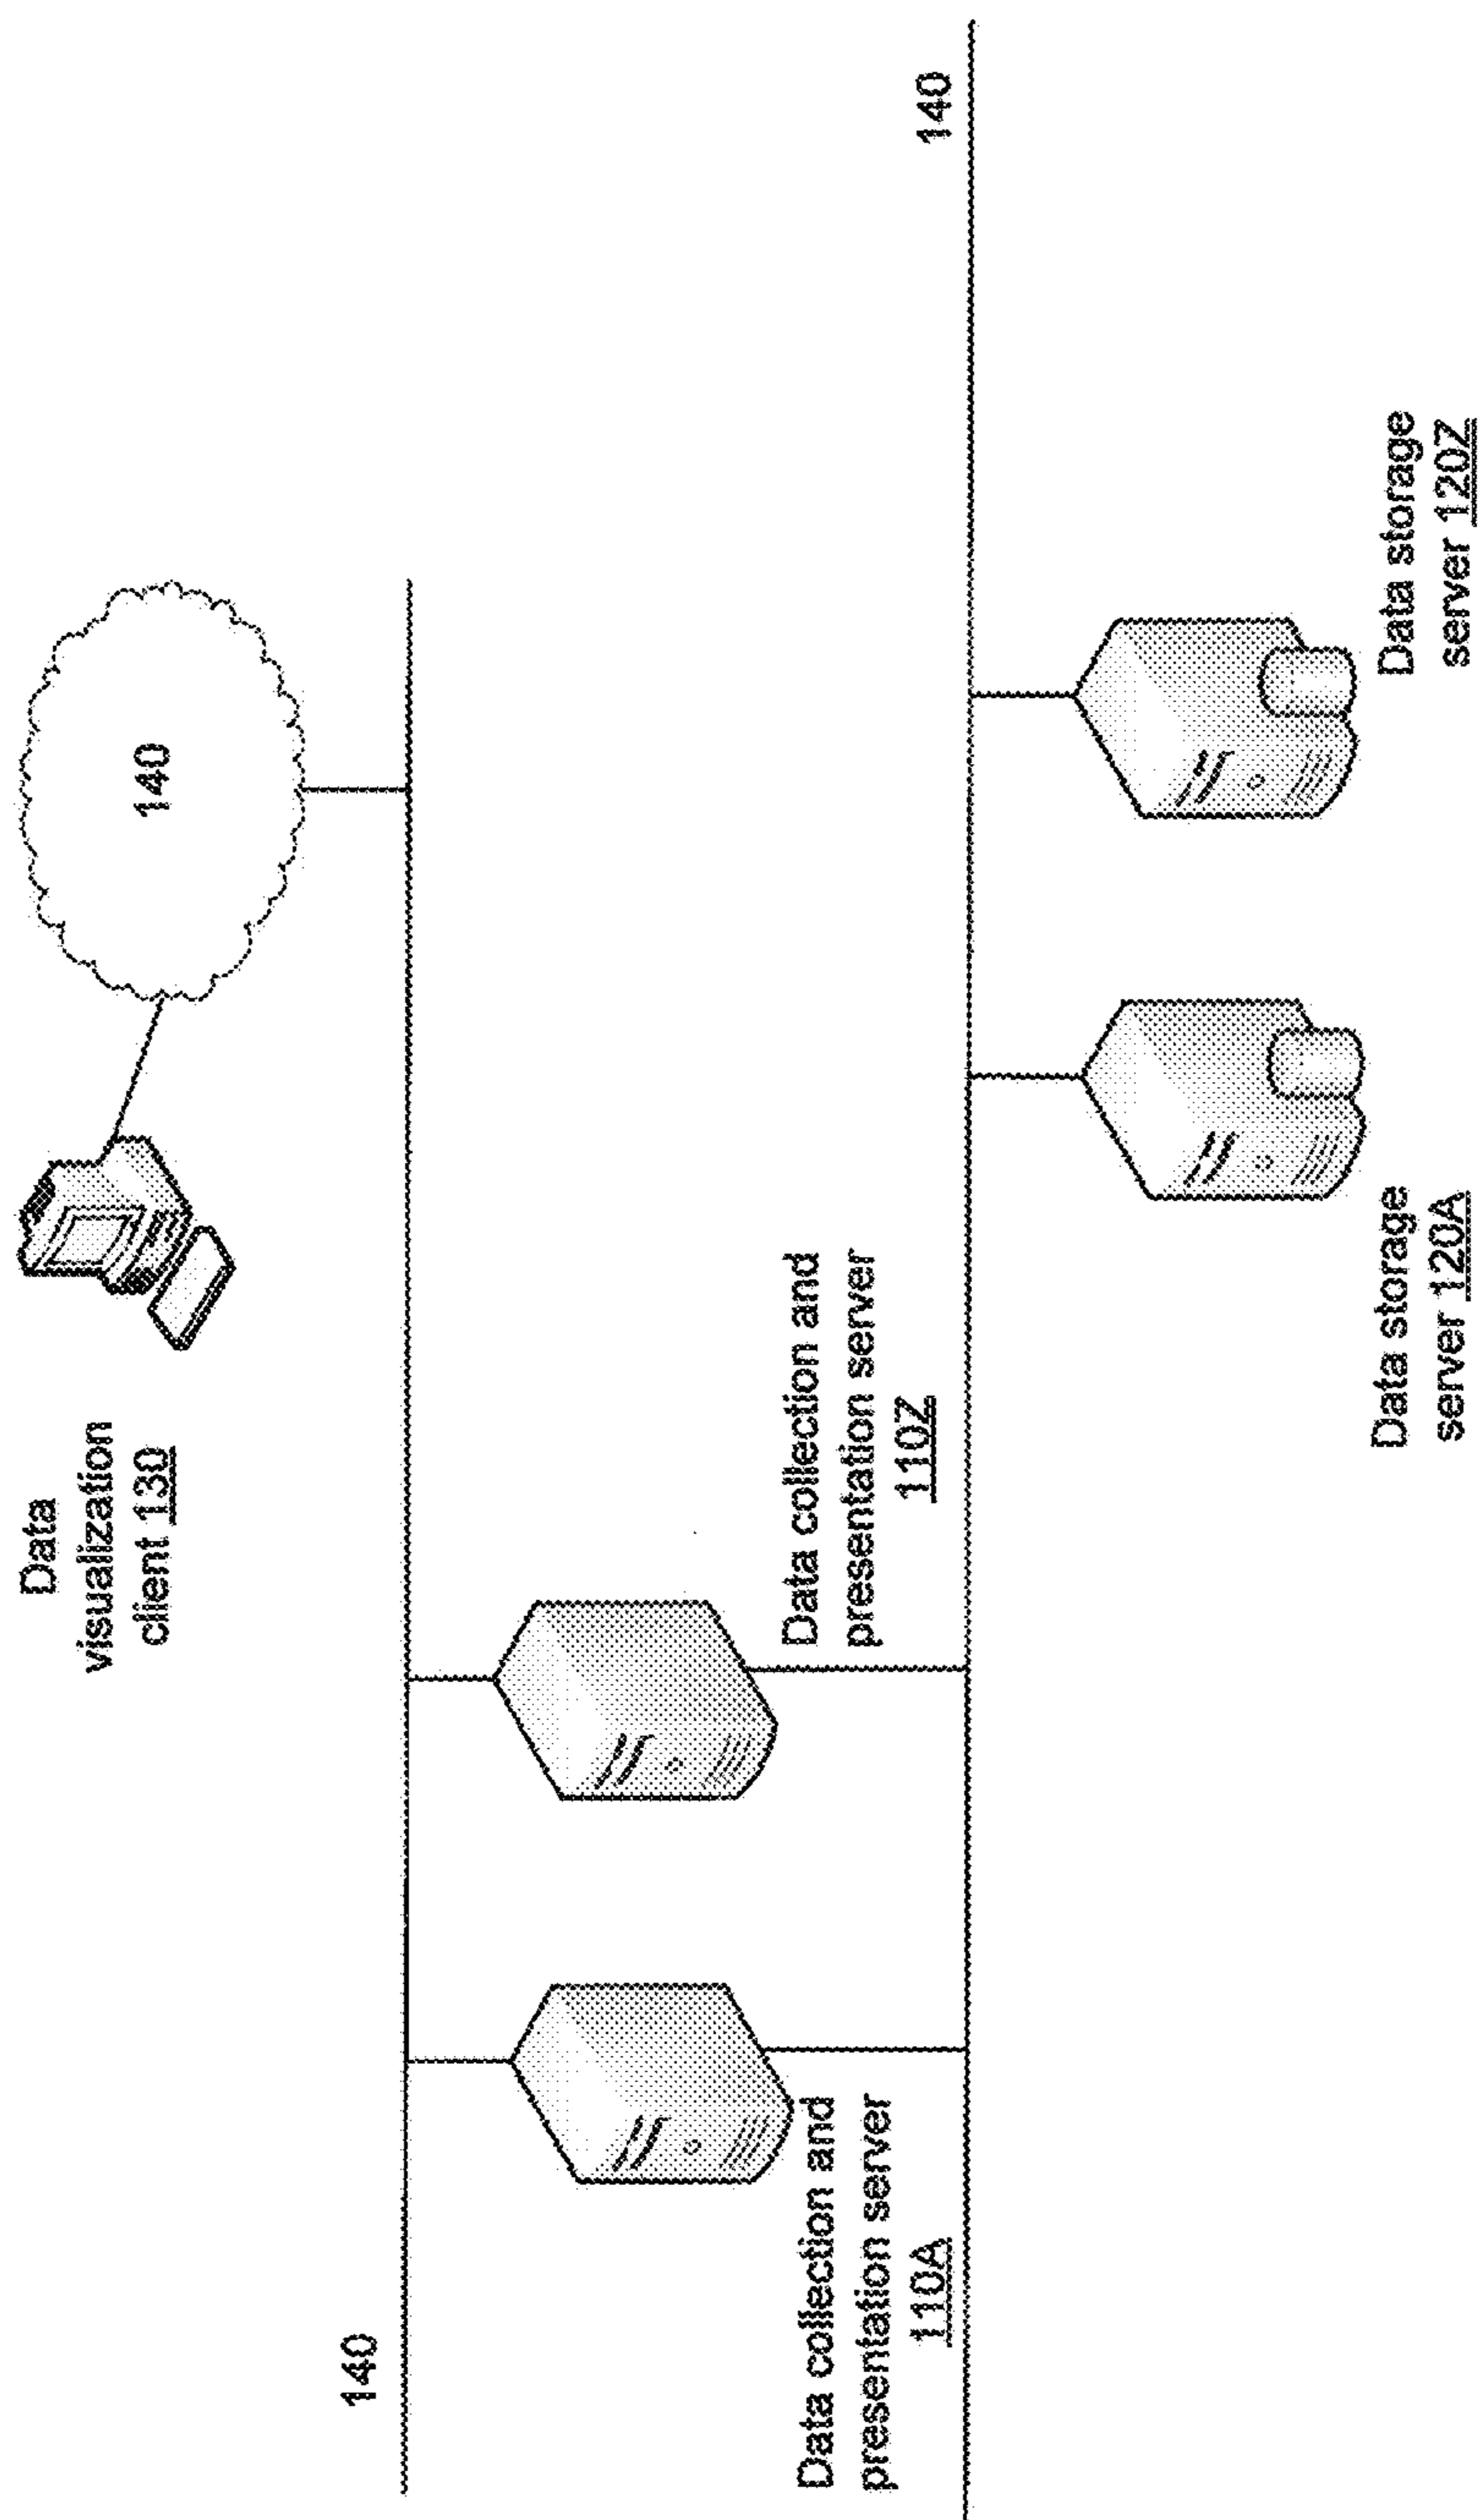 Data
visualization
client 130
140
140
Data collection and
presentation server
110A
Data collection and
presentation server
110Z
140
Data storage
server 120A
Data storage
server 120Z